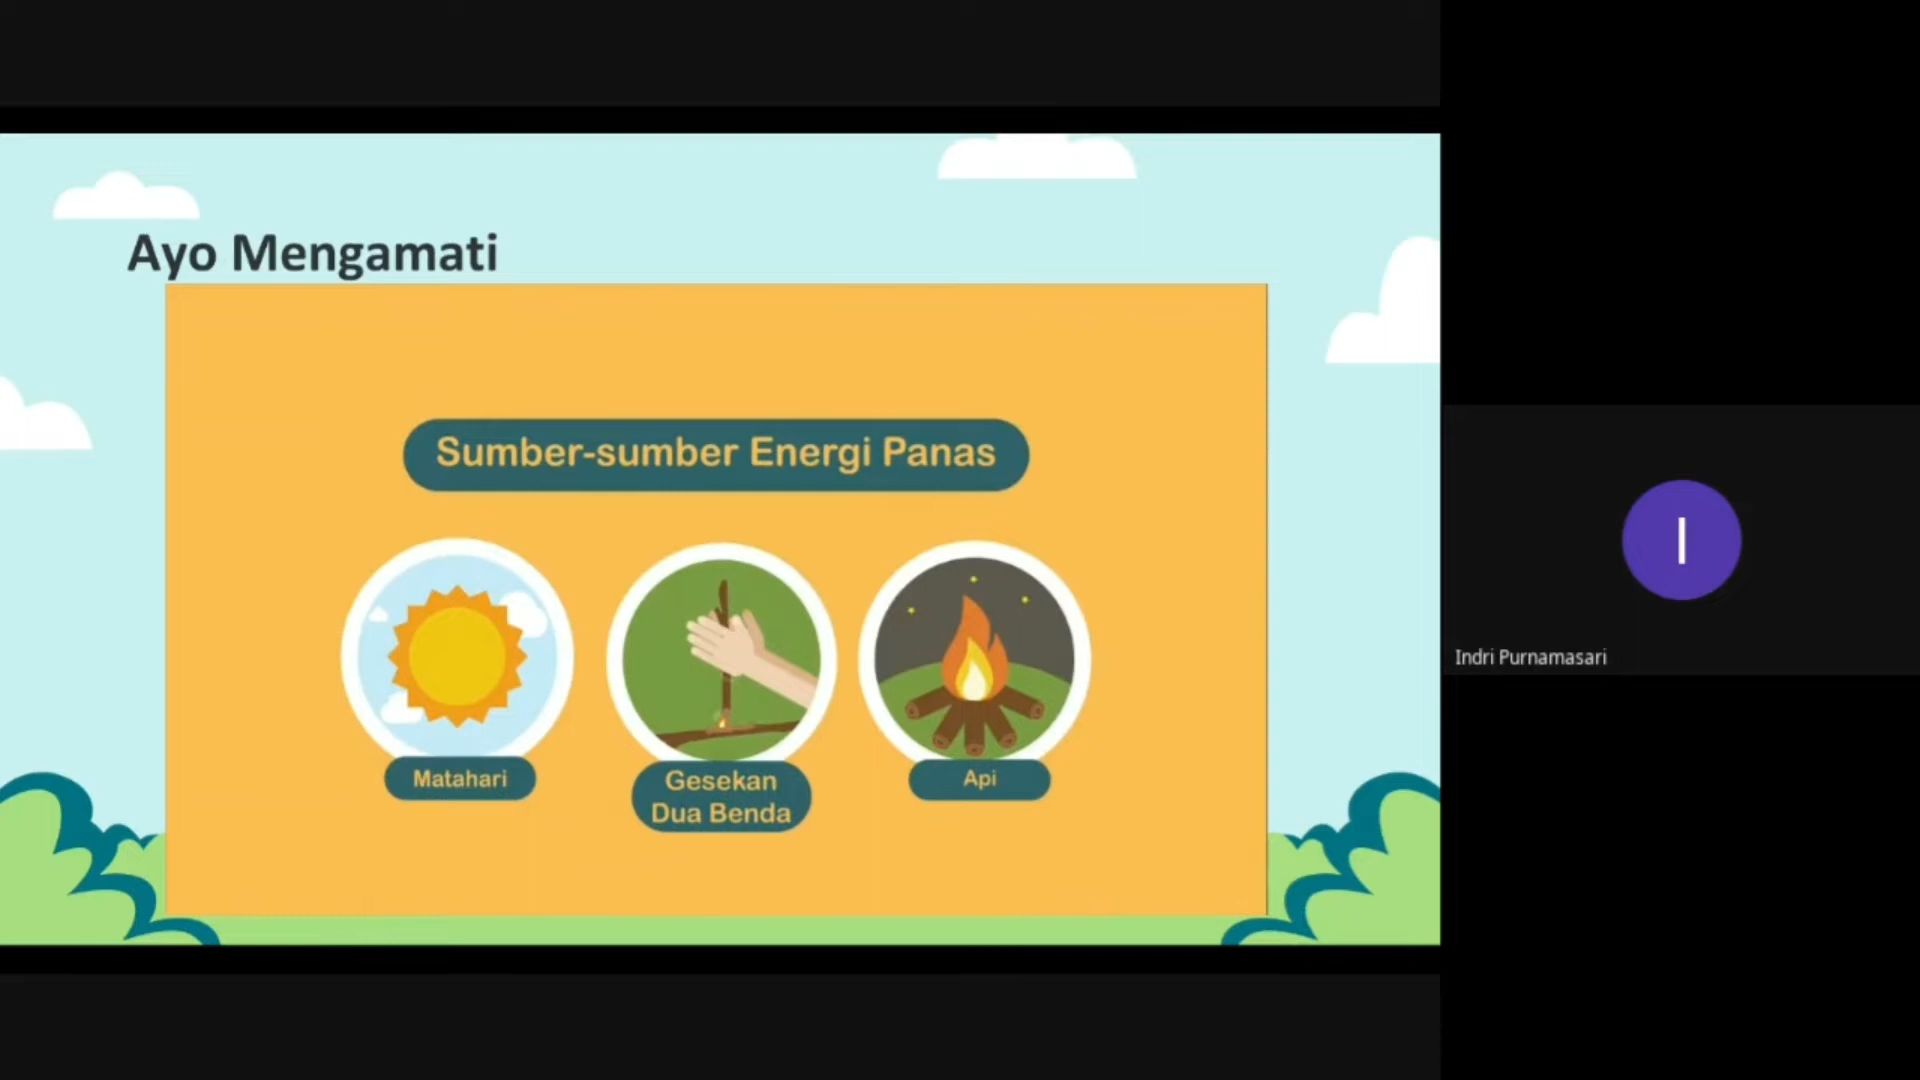 Ayo Mengamati
Sumber-sumber Energi Panas
Matahari
Gesekan
Dua Benda
Api
I
Indri Purnamasari